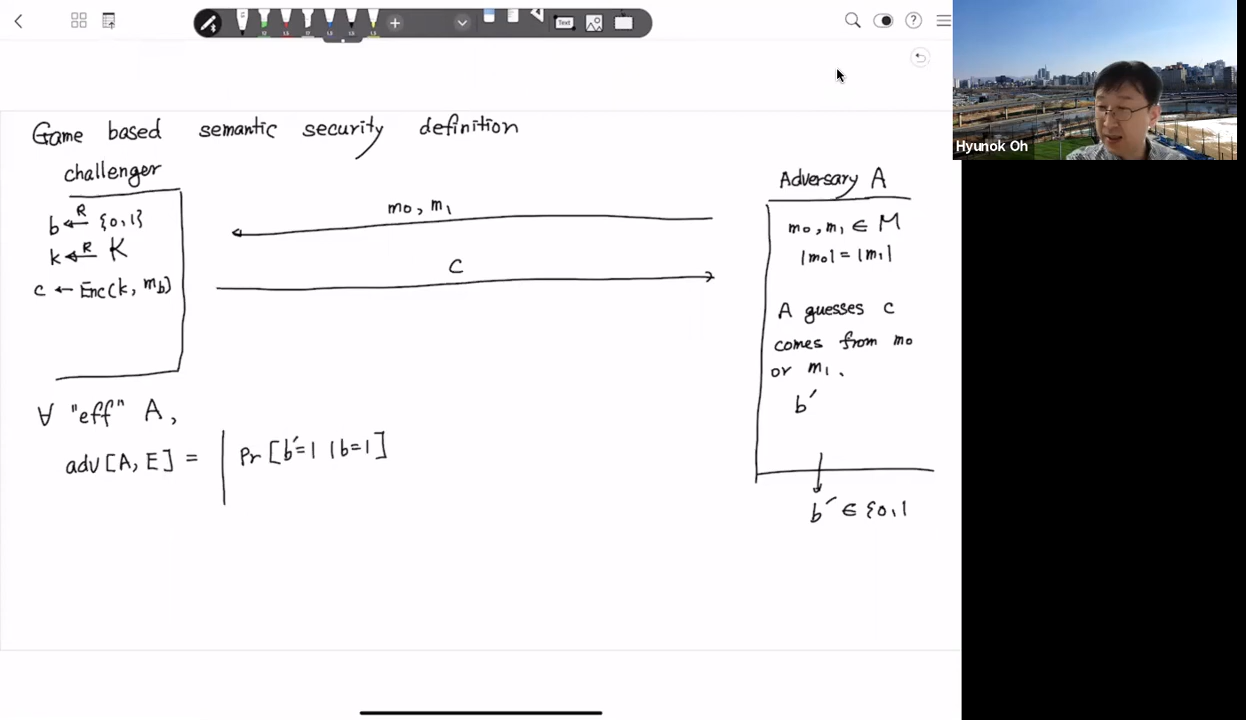 Game based semantic security definition
challenger
b ←R {0,1}
k ←R K
c ← Enc(k, mb)
m0, m1
C
Adversary A
m0, m1 ∈ M
|m0| = |m1|
A guesses c
comes from m0
or m1.
b′
b′ ∈ {0,1
∀ "eff" A,
adv[A, E] = | Pr[b′=1 | b=1]
Text
Hyunok Oh